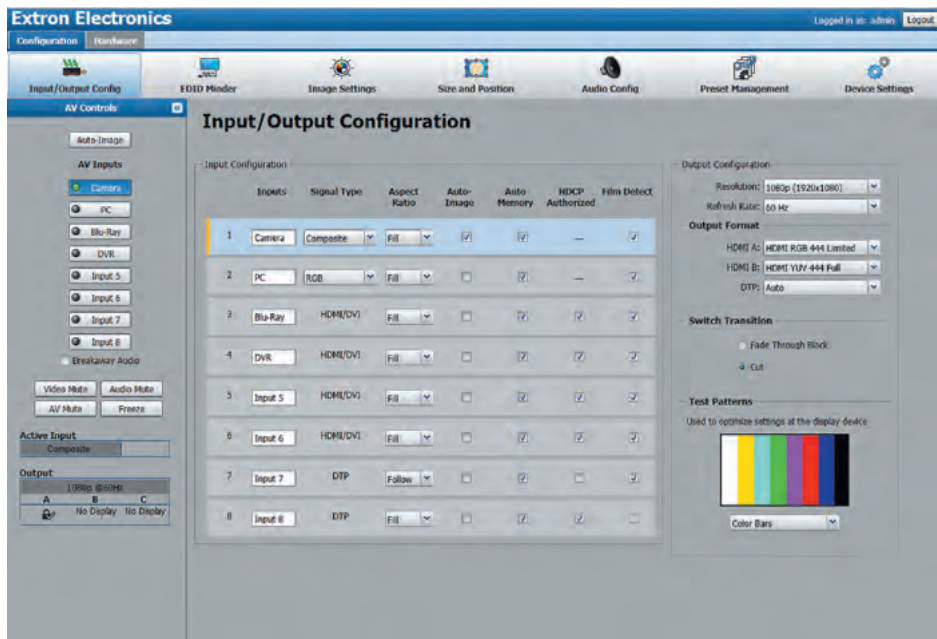 Extron Electronics
Logged in as: admin Logout
Configuration Hardware
Input/Output Config EDID Minder Image Settings Size and Position Audio Config Preset Management Device Settings
AV Controls
Auto-Image
AV Inputs
Camera
PC
Blu-Ray
DVR
Input 5
Input 6
Input 7
Input 8
Breakaway Audio
Video Mute Audio Mute
AV Mute Freeze
Active Input
Composite
Output
1080p @60Hz
A B C
No Display No Display
Input/Output Configuration
Input Configuration
Inputs Signal Type Aspect Ratio Auto-Image Auto Memory HDCP Authorized Film Detect
1 Camera Composite Fill —
2 PC RGB Fill —
3 Blu-Ray HDMI/DVI Fill
4 DVR HDMI/DVI Fill
5 Input 5 HDMI/DVI Fill
6 Input 6 HDMI/DVI Fill
7 Input 7 DTP Follow
8 Input 8 DTP Fill
Output Configuration
Resolution: 1080p (1920x1080)
Refresh Rate: 60 Hz
Output Format
HDMI A: HDMI RGB 444 Limited
HDMI B: HDMI YUV 444 Full
DTP: Auto
Switch Transition
Fade Through Black
Cut
Test Patterns
Used to optimize settings at the display device
Color Bars